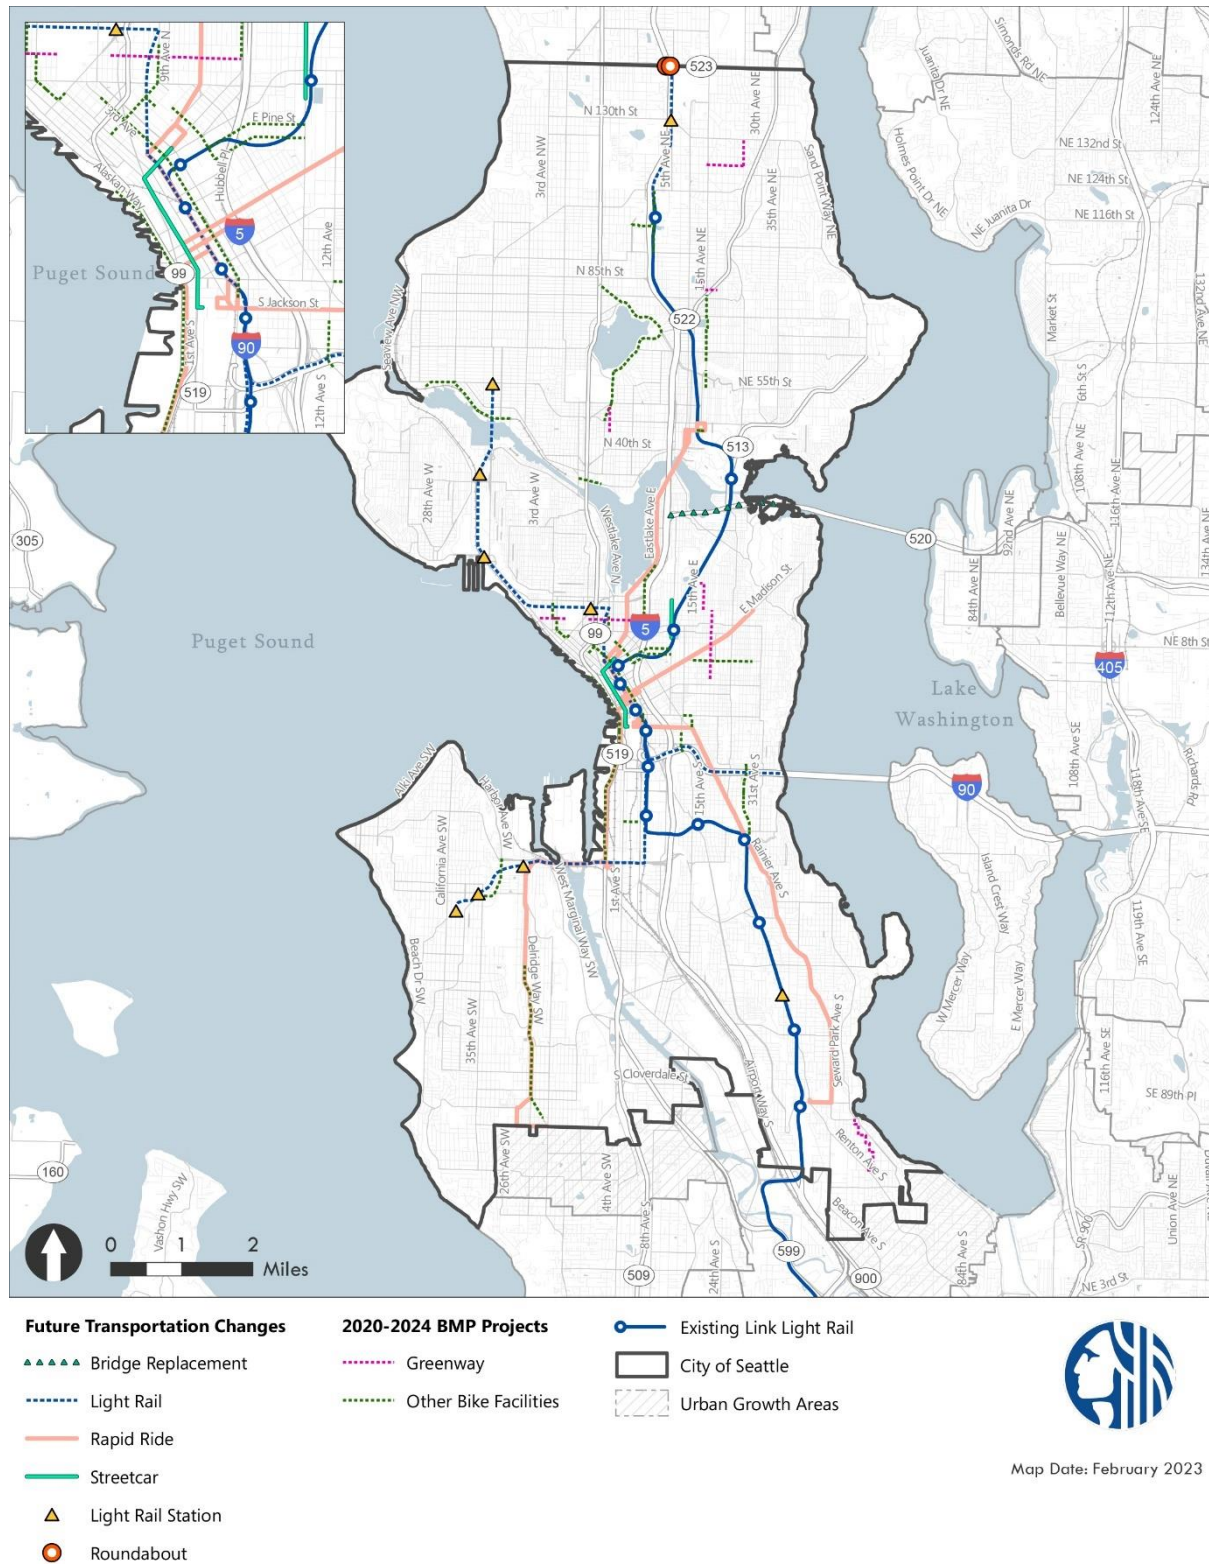 9th Ave N
E Pine St
3rd Ave
Hubbell Pl
Alaskan Way
5
12th Ave
Puget Sound
99
S Jackson St
1st Ave S
90
519
12th Ave S
523
Simonds Rd NE
Juanita Dr NE
124th Ave NE
N 130th St
30th Ave NE
5th Ave NE
3rd Ave NW
Sand Point Way NE
35th Ave NE
Holmes Point Dr NE
NE 132nd St
NE 124th St
NE 116th St
NE Juanita Dr
15th Ave NE
N 85th St
132nd Ave NE
Seaview Ave NW
522
Market St
NE 55th St
6th St S
N 40th St
513
28th Ave W
3rd Ave W
108th Ave NE
116th Ave NE
Westlake Ave N
Eastlake Ave E
92nd Ave NE
520
305
134th Ave NE
15th Ave E
E Madison St
84th Ave NE
Bellevue Way NE
112th Ave NE
99
5
Puget Sound
NE 8th St
405
Lake
Washington
519
108th Ave SE
Richards Rd
Alki Ave SW
Harbor Ave SW
15th Ave S
31st Ave S
90
118th Ave SE
California Ave SW
Rainier Ave S
West Marginal Way SW
1st Ave S
Island Crest Way
119th Ave SE
Beach Dr SW
Delridge Way SW
W Mercer Way
E Mercer Way
35th Ave SW
Seward Park Ave S
116th Ave SE
S Cloverdale St
Airport Way S
SE 89th Pl
Renton Ave S
160
26th Ave SW
4th Ave SW
Vashon Hwy SW
Union Ave NE
8th Ave S
Beacon Ave S
SR 900
0 1 2
Miles
599
24th Ave S
84th Ave S
509
900
NE 3rd St
Future Transportation Changes
Bridge Replacement
Light Rail
Rapid Ride
Streetcar
Light Rail Station
Roundabout
2020-2024 BMP Projects
Greenway
Other Bike Facilities
Existing Link Light Rail
City of Seattle
Urban Growth Areas
Map Date: February 2023